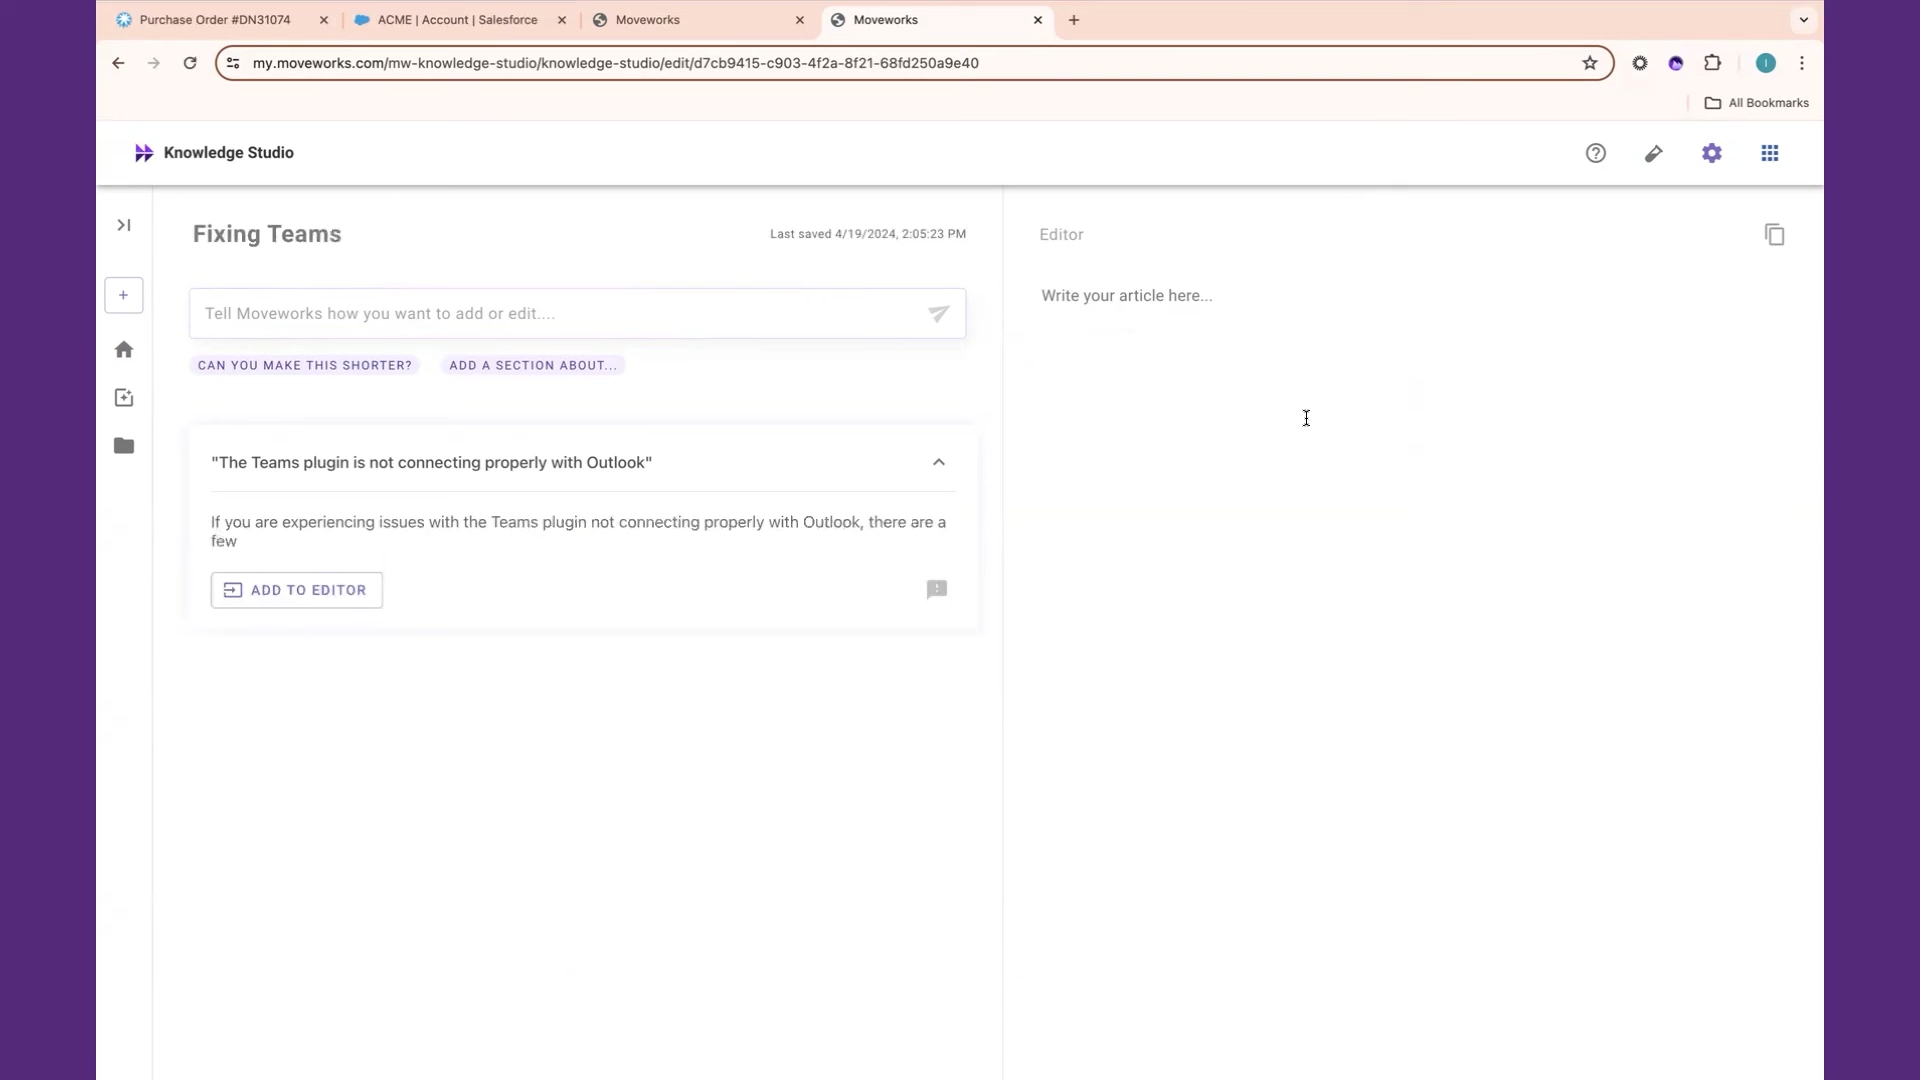 Purchase Order #DN31074
ACME | Account | Salesforce
Moveworks
Moveworks
my.moveworks.com/mw-knowledge-studio/knowledge-studio/edit/d7cb9415-c903-4f2a-8f21-68fd250a9e40
I
All Bookmarks
Knowledge Studio
Fixing Teams
Last saved 4/19/2024, 2:05:23 PM
Editor
Tell Moveworks how you want to add or edit....
Write your article here...
CAN YOU MAKE THIS SHORTER?
ADD A SECTION ABOUT...
"The Teams plugin is not connecting properly with Outlook"
If you are experiencing issues with the Teams plugin not connecting properly with Outlook, there are a
few
ADD TO EDITOR